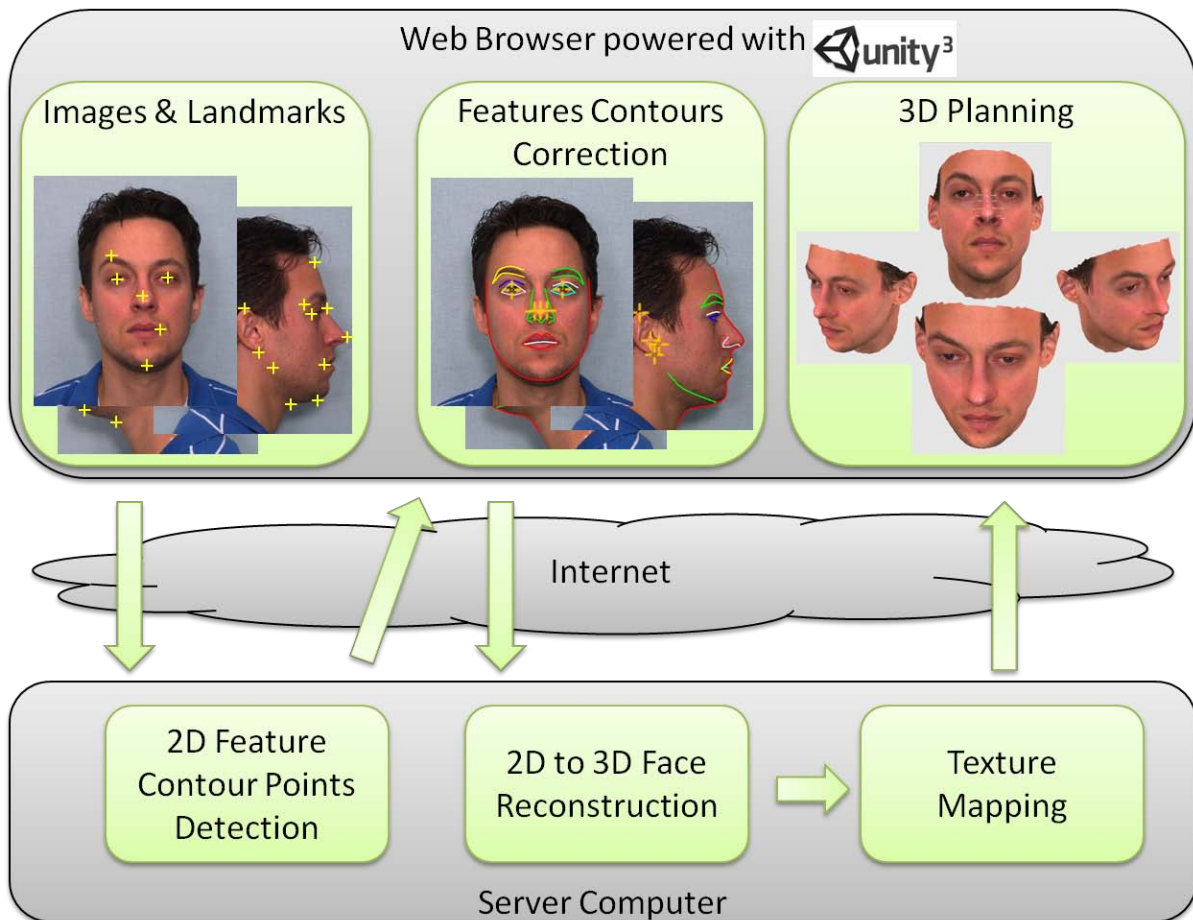 Web Browser powered with unity3
Images & Landmarks
Features Contours
Correction
3D Planning
Internet
2D Feature
Contour Points
Detection
2D to 3D Face
Reconstruction
Texture
Mapping
Server Computer